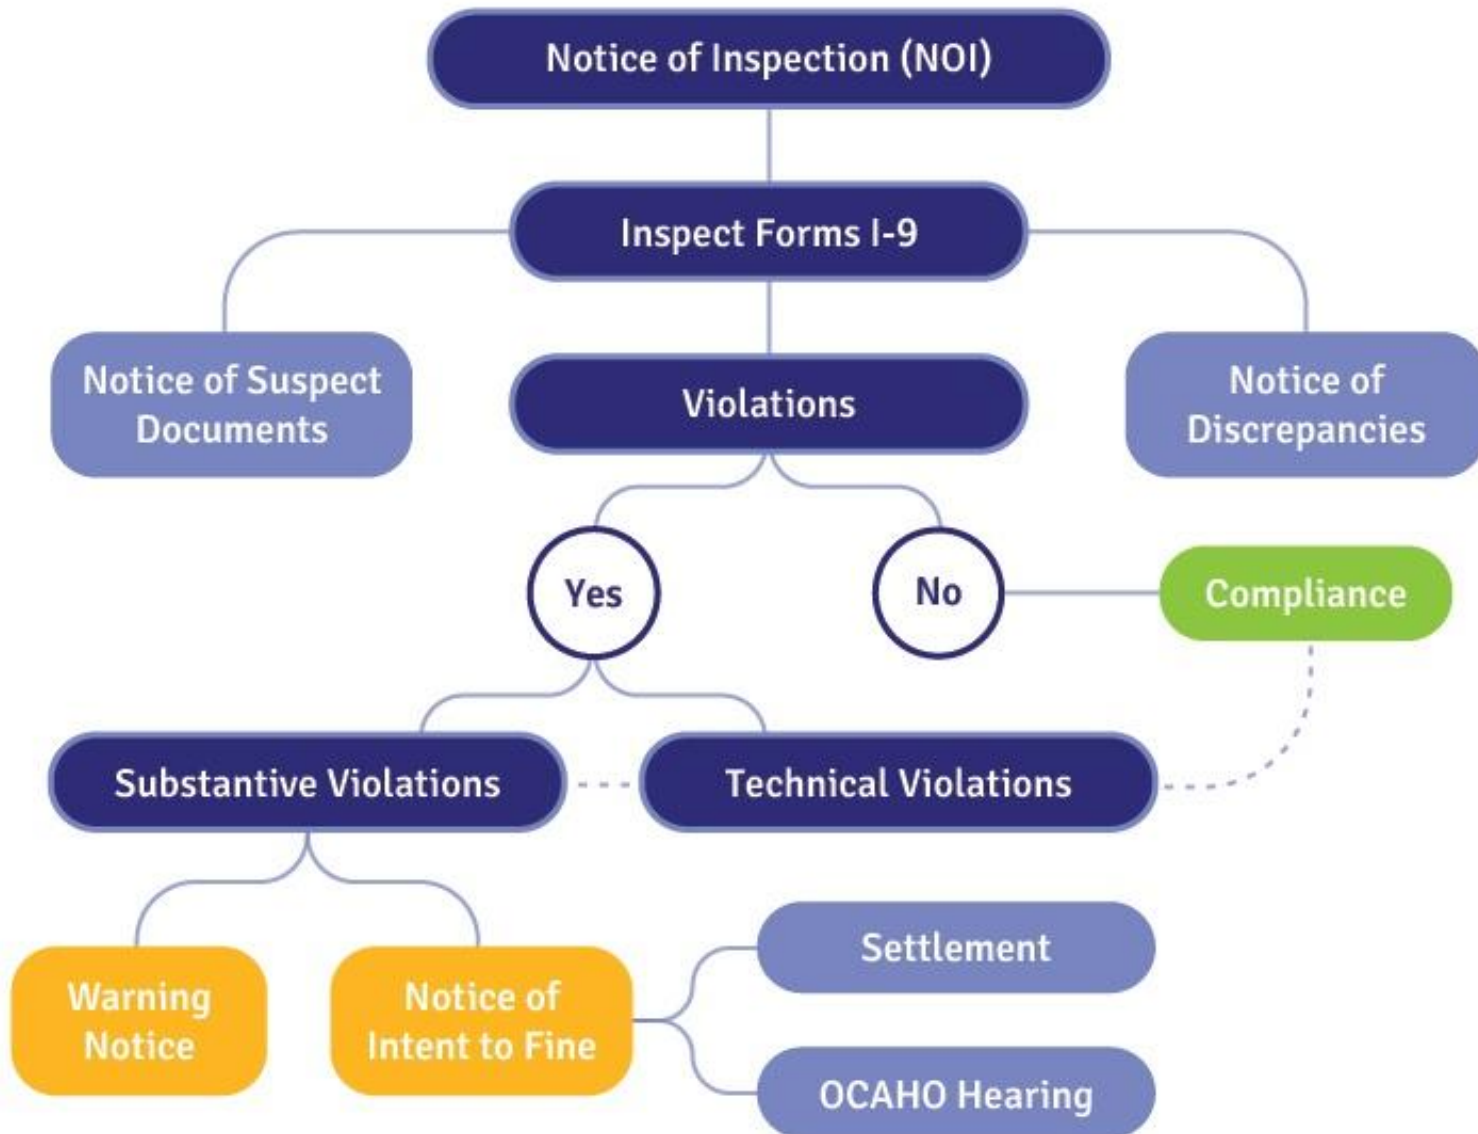 Notice of Inspection (NOI)
Inspect Forms I-9
Notice of Suspect
Documents
Violations
Notice of
Discrepancies
Yes
No
Compliance
Substantive Violations
Technical Violations
Warning
Notice
Notice of
Intent to Fine
Settlement
OCAHO Hearing